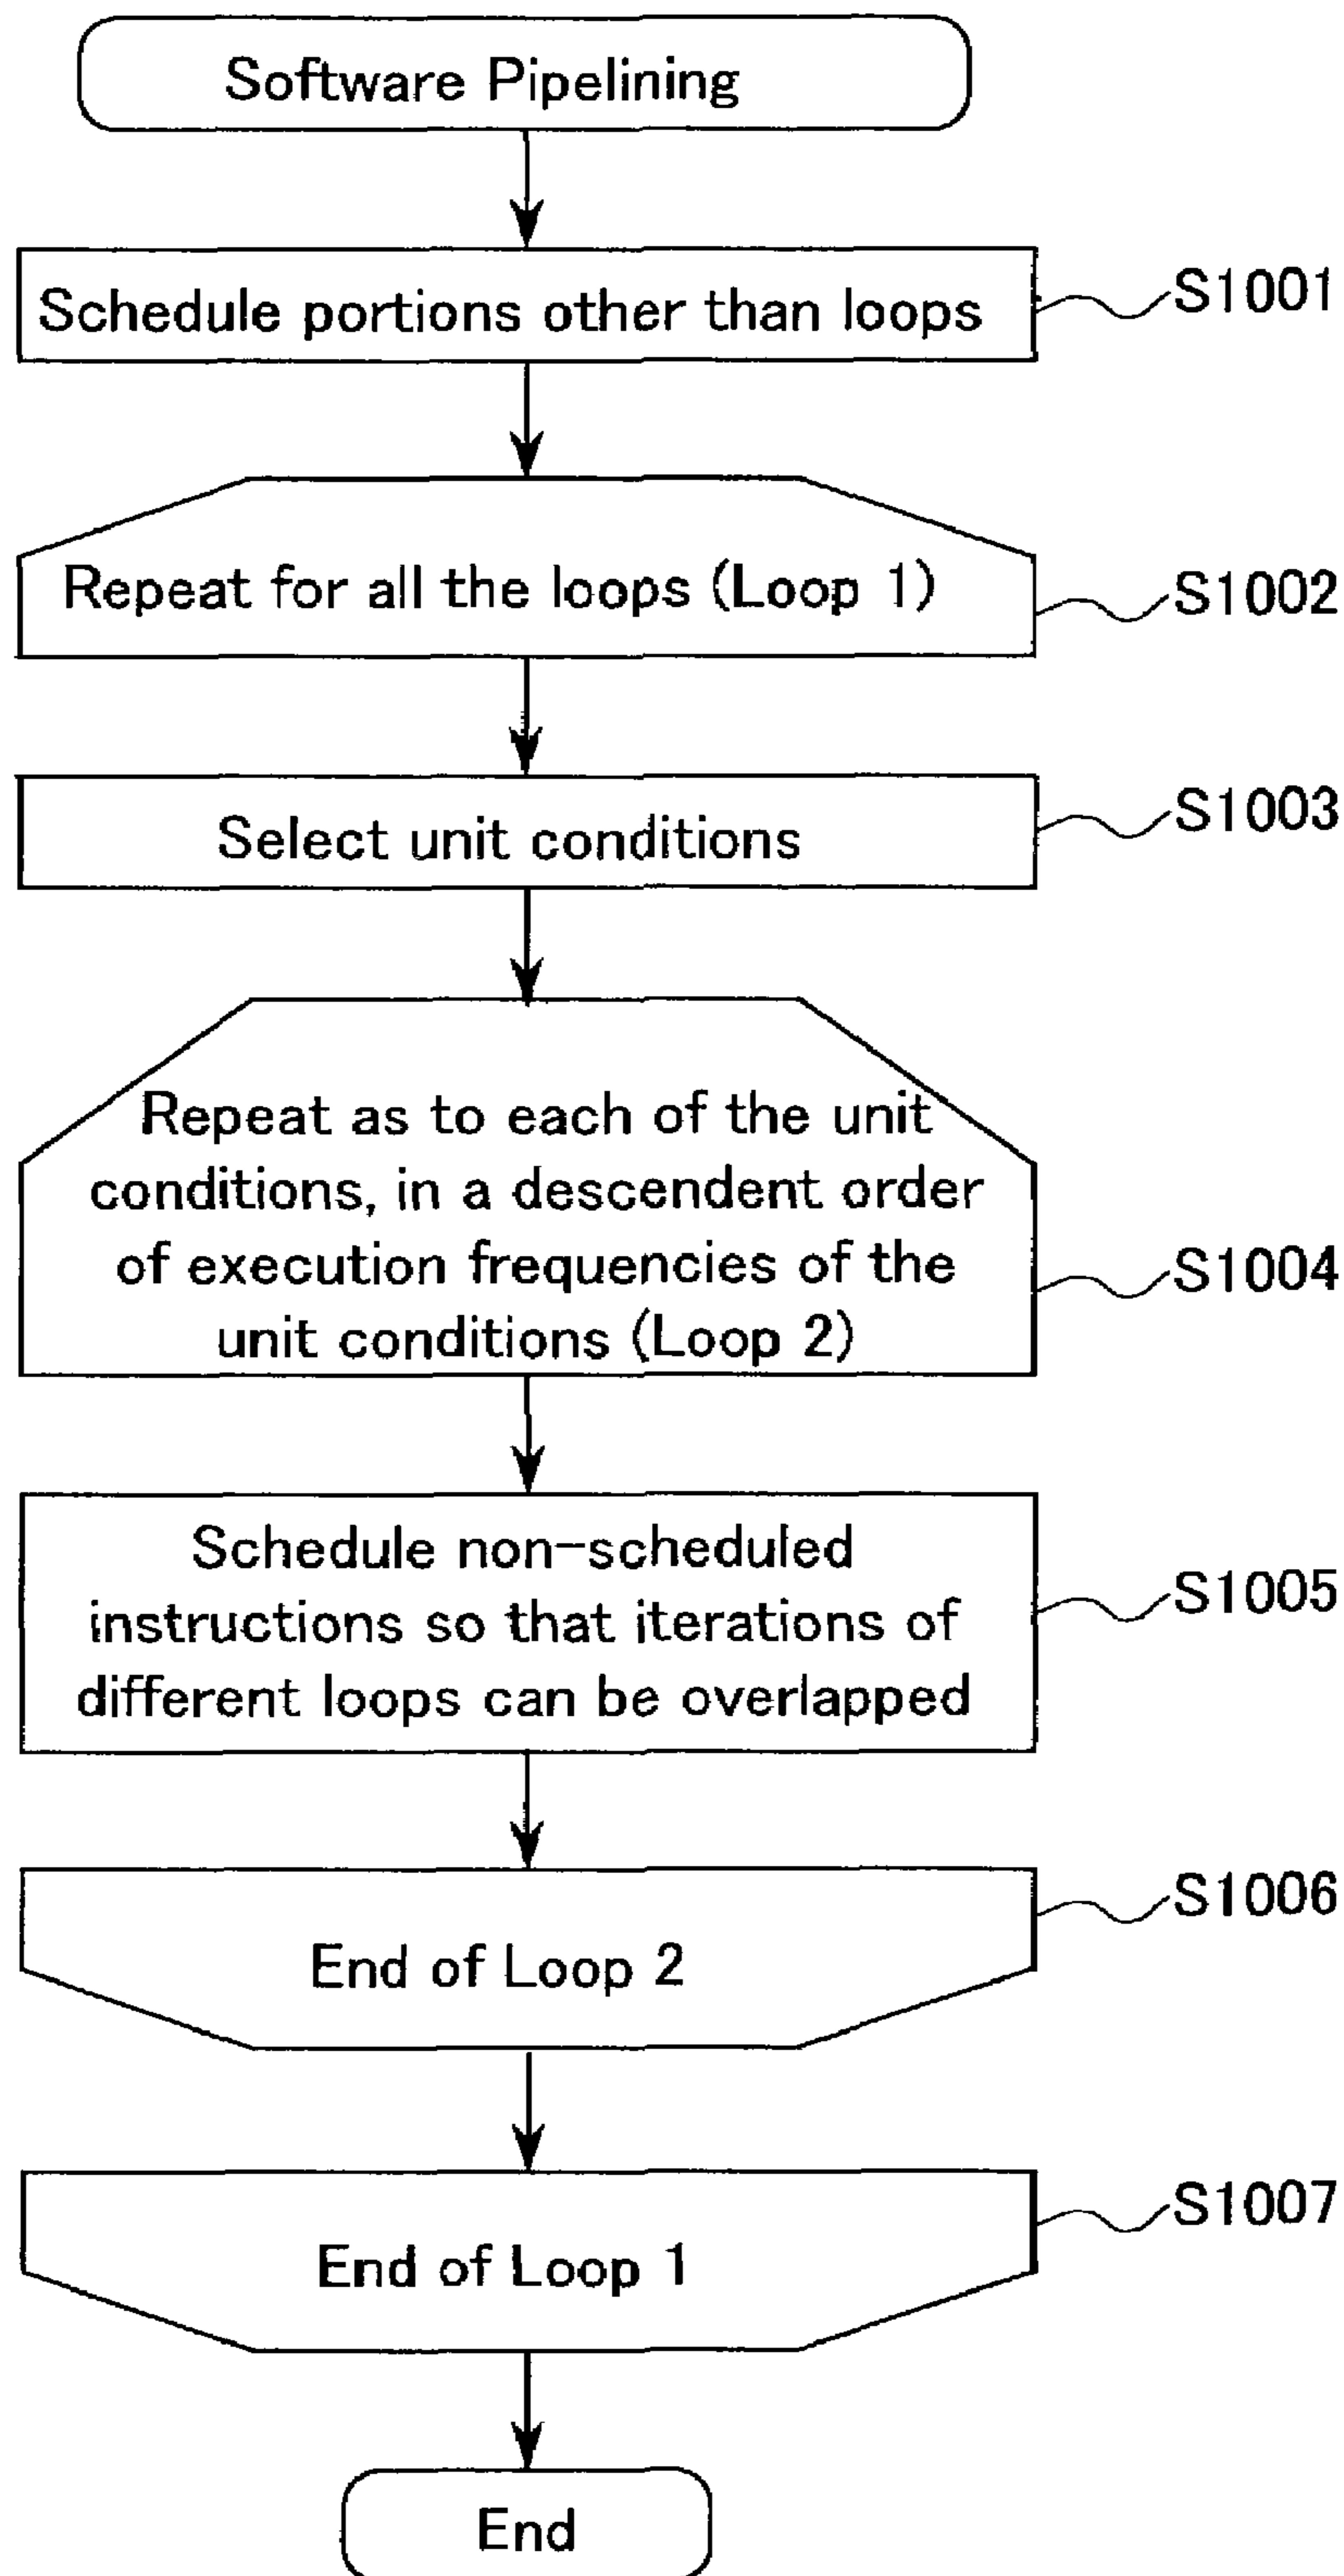 Software Pipelining
Schedule portions other than loops
S1001
Repeat for all the loops (Loop 1)
S1002
Select unit conditions
S1003
Repeat as to each of the unit
conditions, in a descendent order
of execution frequencies of the
unit conditions (Loop 2)
S1004
Schedule non-scheduled
instructions so that iterations of
different loops can be overlapped
S1005
End of Loop 2
S1006
End of Loop 1
S1007
End